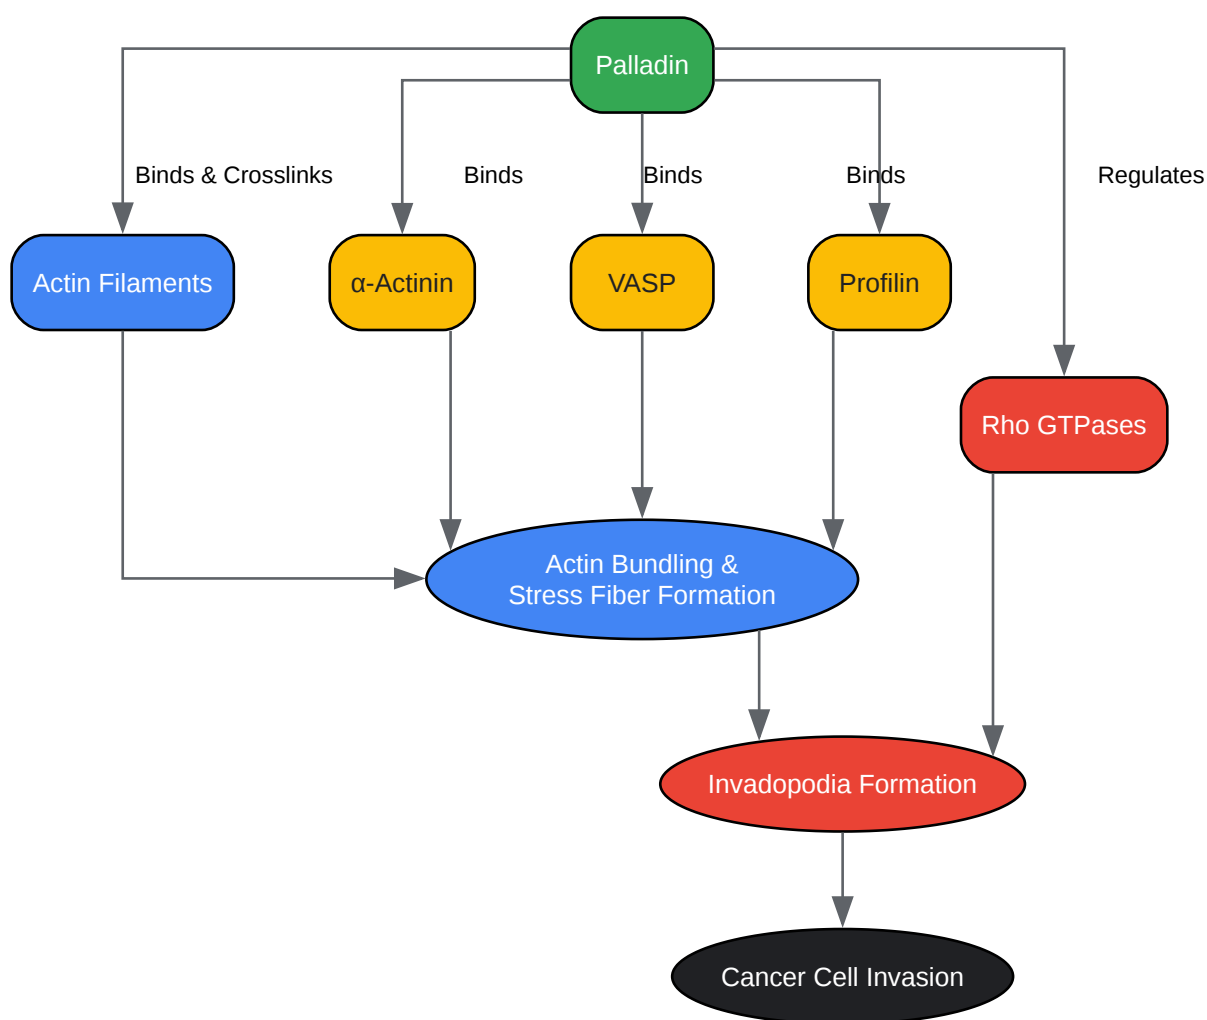 Palladin
Binds & Crosslinks
Binds
Binds
Binds
Regulates
Actin Filaments
α-Actinin
VASP
Profilin
Rho GTPases
Actin Bundling &
Stress Fiber Formation
Invadopodia Formation
Cancer Cell Invasion